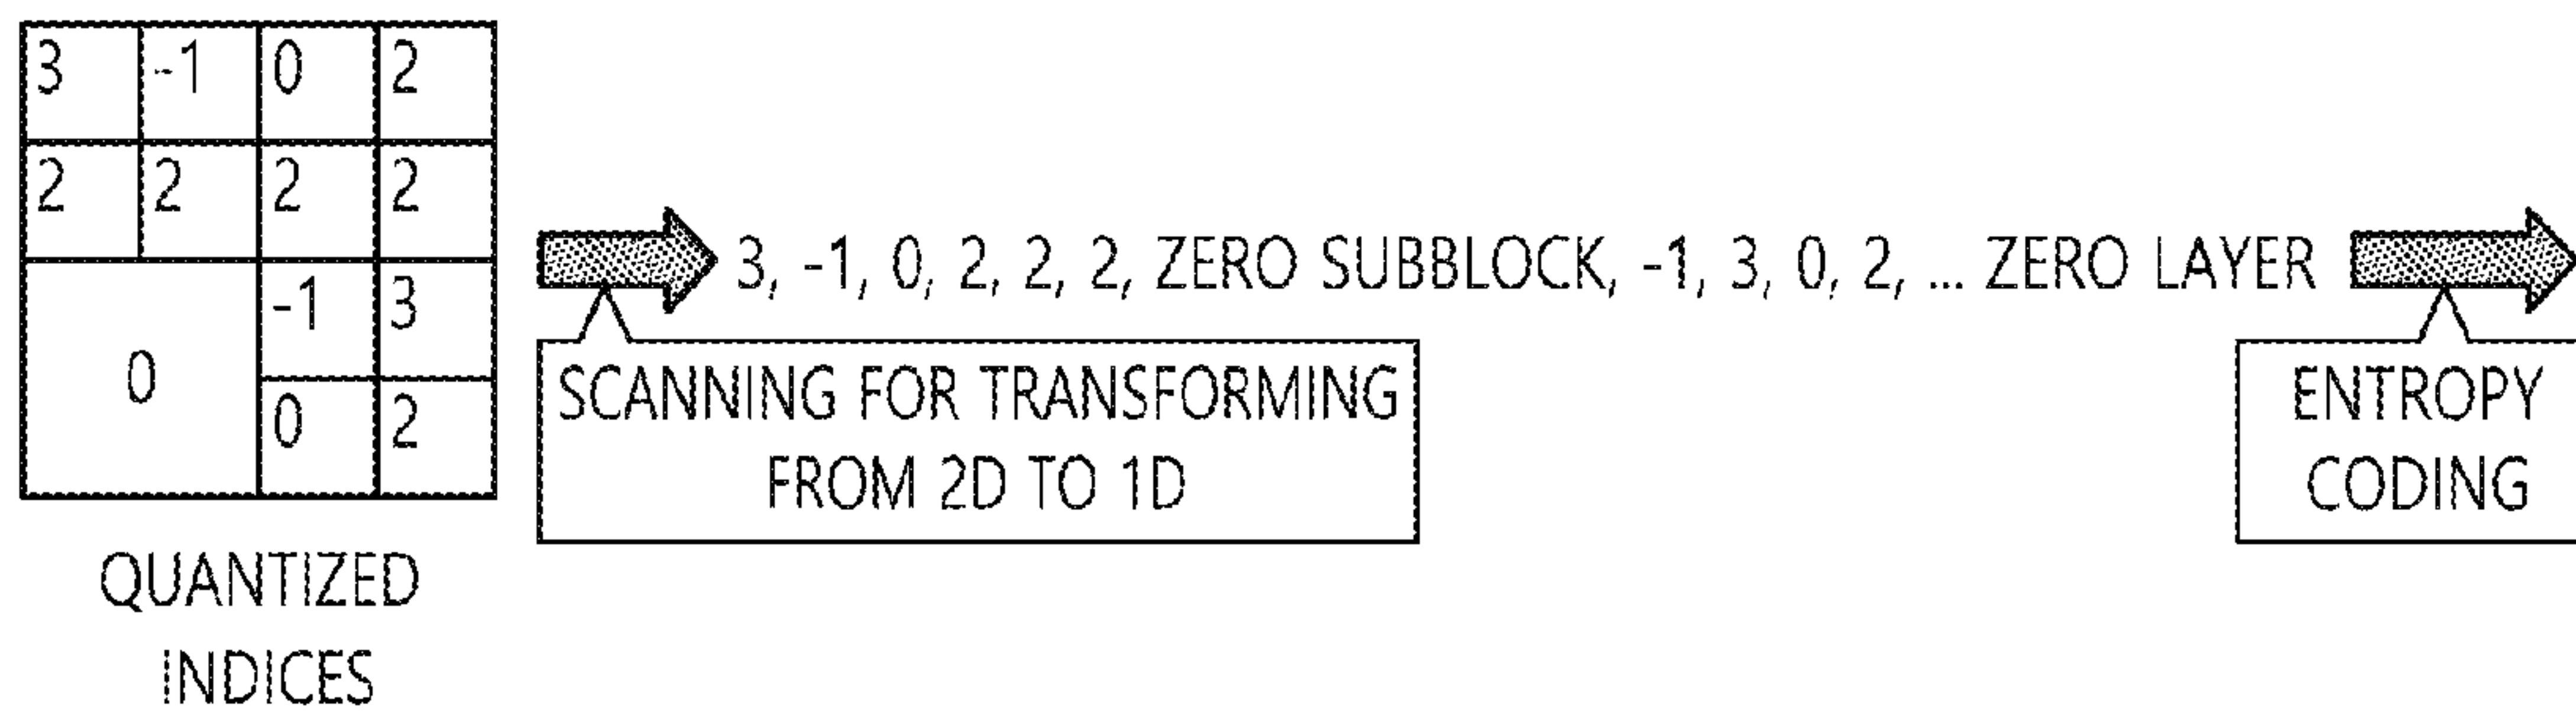 3 -1 0 2
2 2 2 2
-1 3
0
0 2
QUANTIZED
INDICES
3, -1, 0, 2, 2, 2, ZERO SUBBLOCK, -1, 3, 0, 2, ... ZERO LAYER
SCANNING FOR TRANSFORMING
FROM 2D TO 1D
ENTROPY
CODING